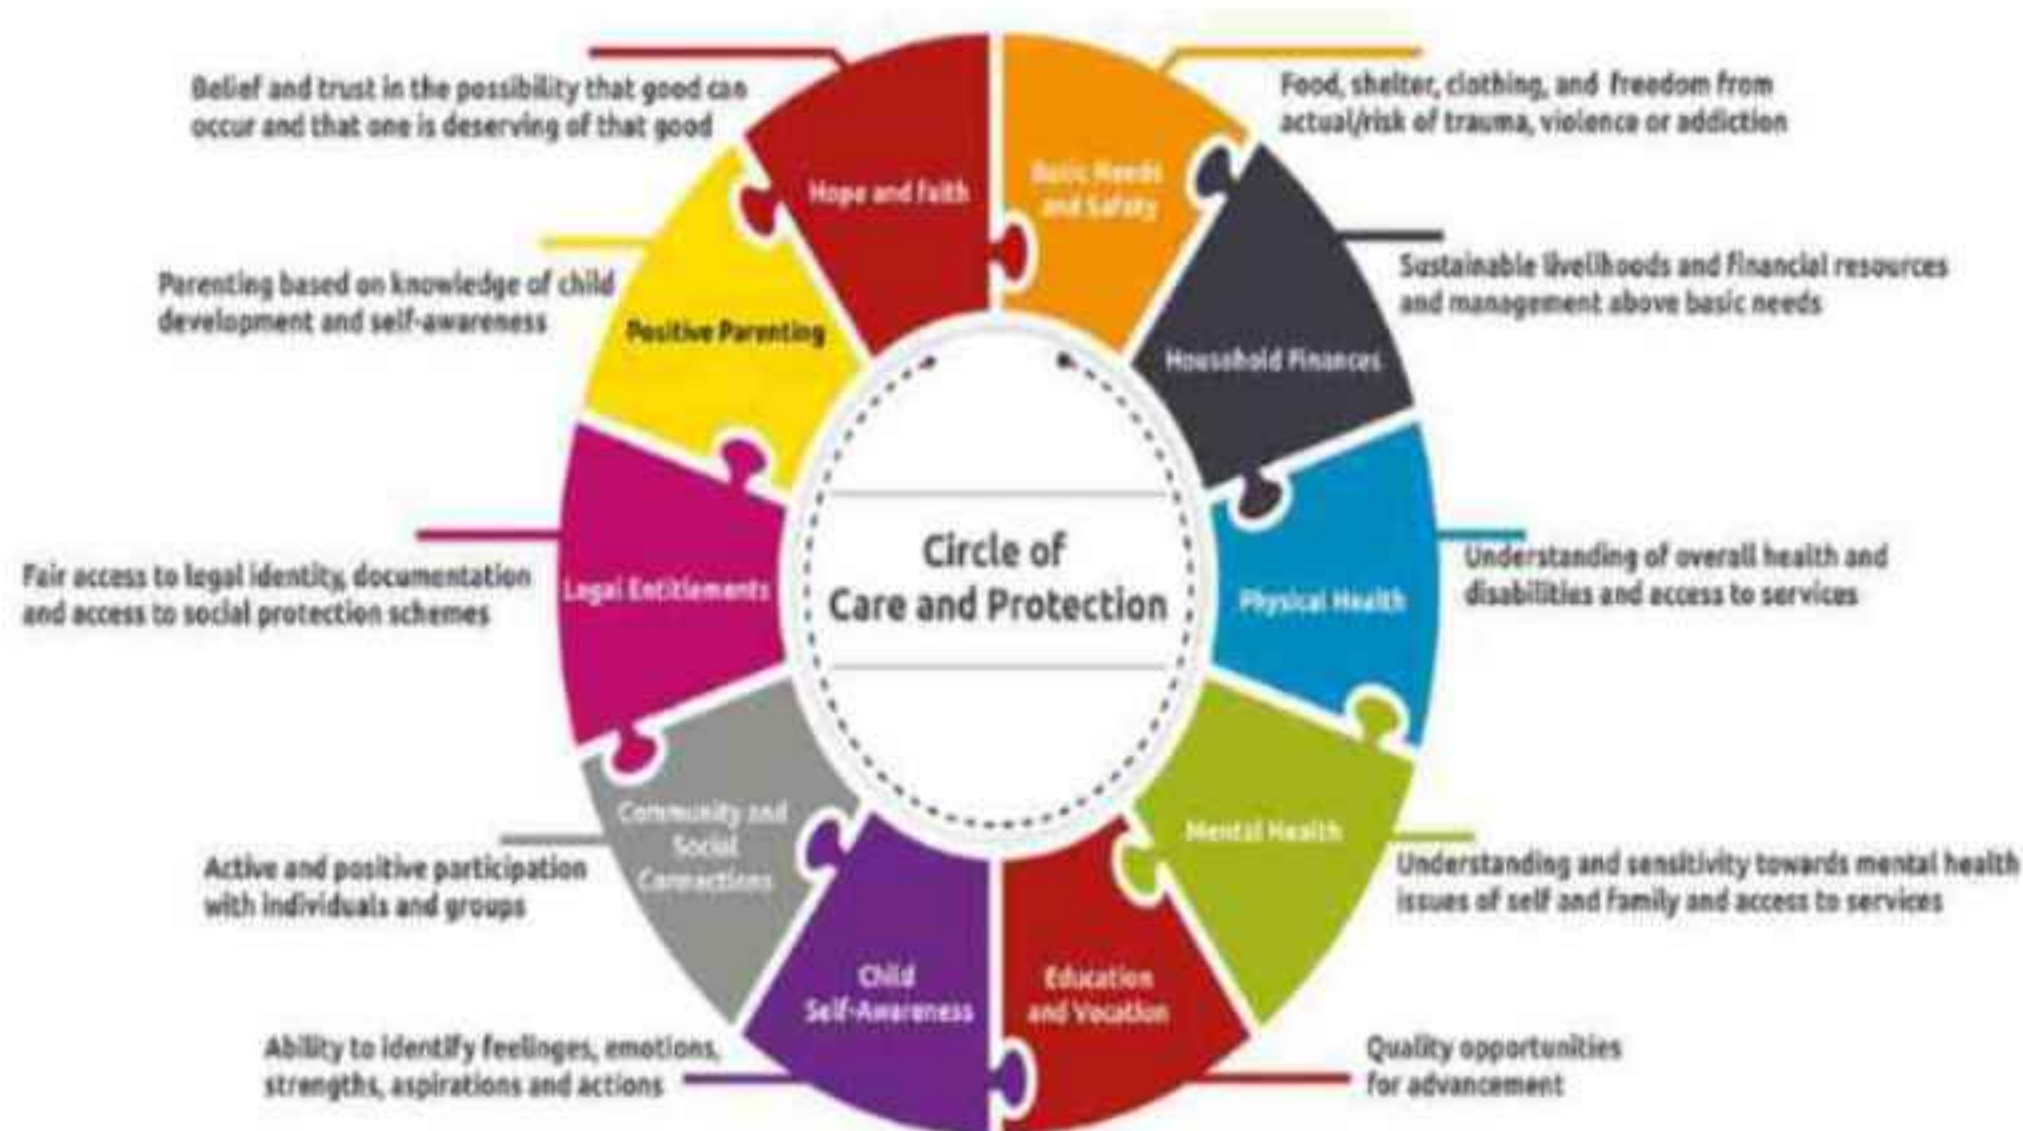 Belief and trust in the possibility that good can
occur and that one is deserving of that good
Hope and faith
Basic Needs
and Safety
Food, shelter, clothing, and freedom from
actual/risk of trauma, violence or addiction
Parenting based on knowledge of child
development and self-awareness
Positive Parenting
Household Finances
Sustainable livelihoods and financial resources
and management above basic needs
Fair access to legal identity, documentation
and access to social protection schemes
Legal Entitlements
Circle of
Care and Protection
Physical Health
Understanding of overall health and
disabilities and access to services
Active and positive participation
with individuals and groups
Community and
Social
Connections
Mental Health
Understanding and sensitivity towards mental health
issues of self and family and access to services
Ability to identify feelinges, emotions,
strengths, aspirations and actions
Child
Self-Awareness
Education
and Vocation
Quality opportunities
for advancement